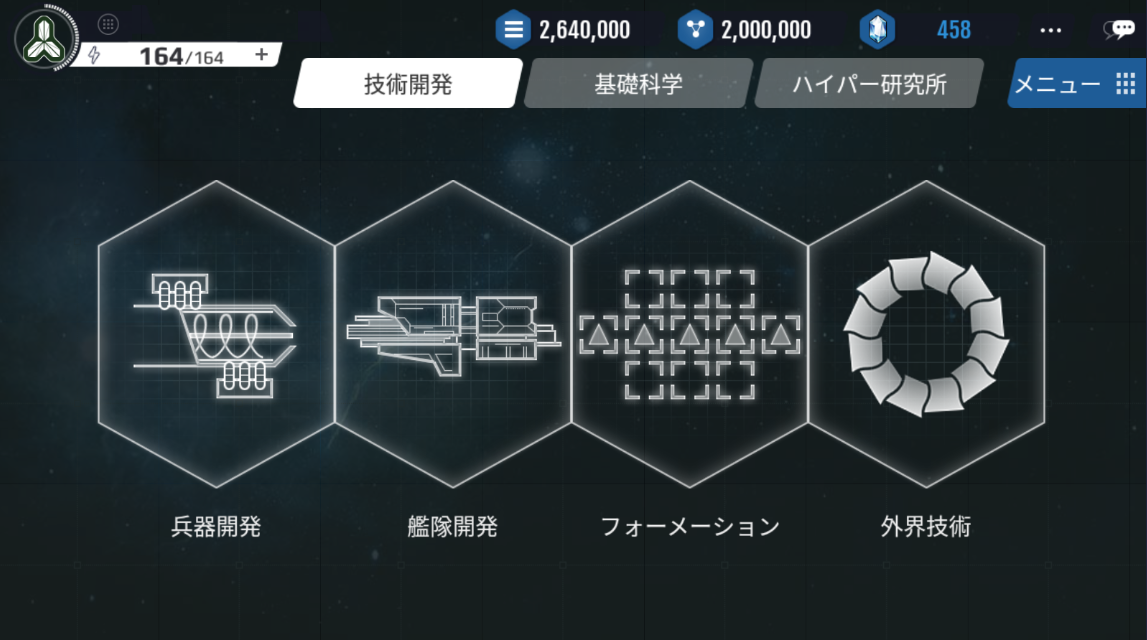 2,640,000
2,000,000
458
164/164
技術開発
基礎科学
ハイパー研究所
メニュー
兵器開発
艦隊開発
フォーメーション
外界技術